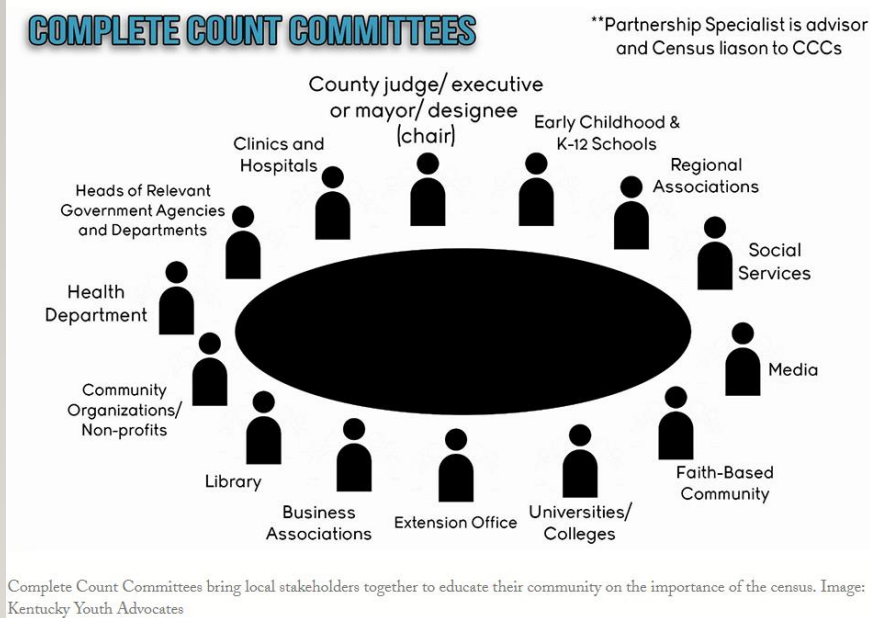 COMPLETE COUNT COMMITTEES
**Partnership Specialist is advisor
and Census liason to CCCs
County judge/ executive
or mayor/ designee
(chair)
Early Childhood &
K-12 Schools
Clinics and
Hospitals
Regional
Associations
Heads of Relevant
Government Agencies
and Departments
Social
Services
Health
Department
Media
Community
Organizations/
Non-profits
Faith-Based
Community
Library
Business
Associations
Extension Office
Universities/
Colleges
Complete Count Committees bring local stakeholders together to educate their community on the importance of the census. Image:
Kentucky Youth Advocates